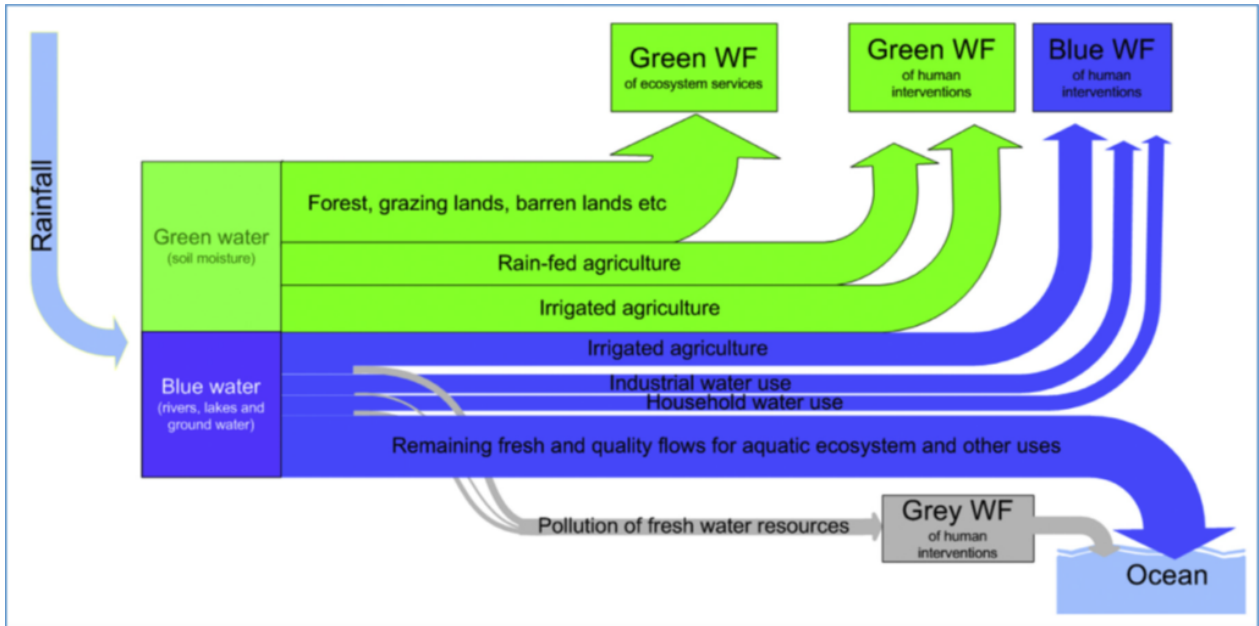 Green WF
of ecosystem services
Green WF
of human
interventions
Blue WF
of human
interventions
Rainfall
Forest, grazing lands, barren lands etc
Green water
(soil moisture)
Rain-fed agriculture
Irrigated agriculture
Irrigated agriculture
Blue water
(rivers, lakes and
ground water)
Industrial water use
Household water use
Remaining fresh and quality flows for aquatic ecosystem and other uses
Pollution of fresh water resources
Grey WF
of human
interventions
Ocean